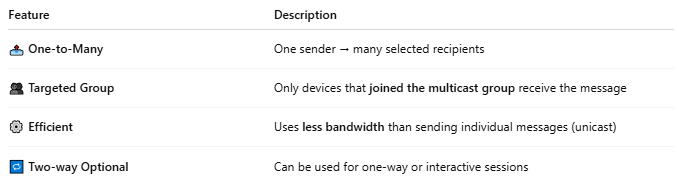 Feature Description
One-to-Many One sender → many selected recipients
Targeted Group Only devices that joined the multicast group receive the message
Efficient Uses less bandwidth than sending individual messages (unicast)
Two-way Optional Can be used for one-way or interactive sessions